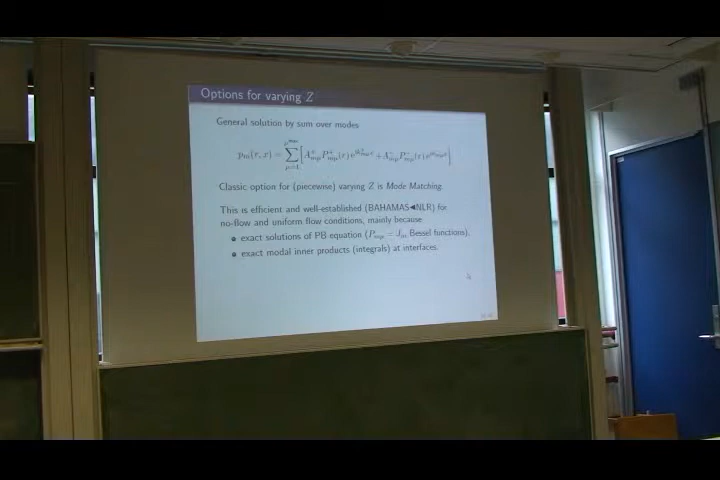 Options for varying Z
General solution by sum over modes
Classic option for (piecewise) varying Z is Mode Matching
This is efficient and well-established (BAHAMAS◄NLR) for
no-flow and uniform flow conditions, mainly because
exact solutions of PB equation (P_mμ = J_m Bessel functions),
exact modal inner products (integrals) at interfaces.